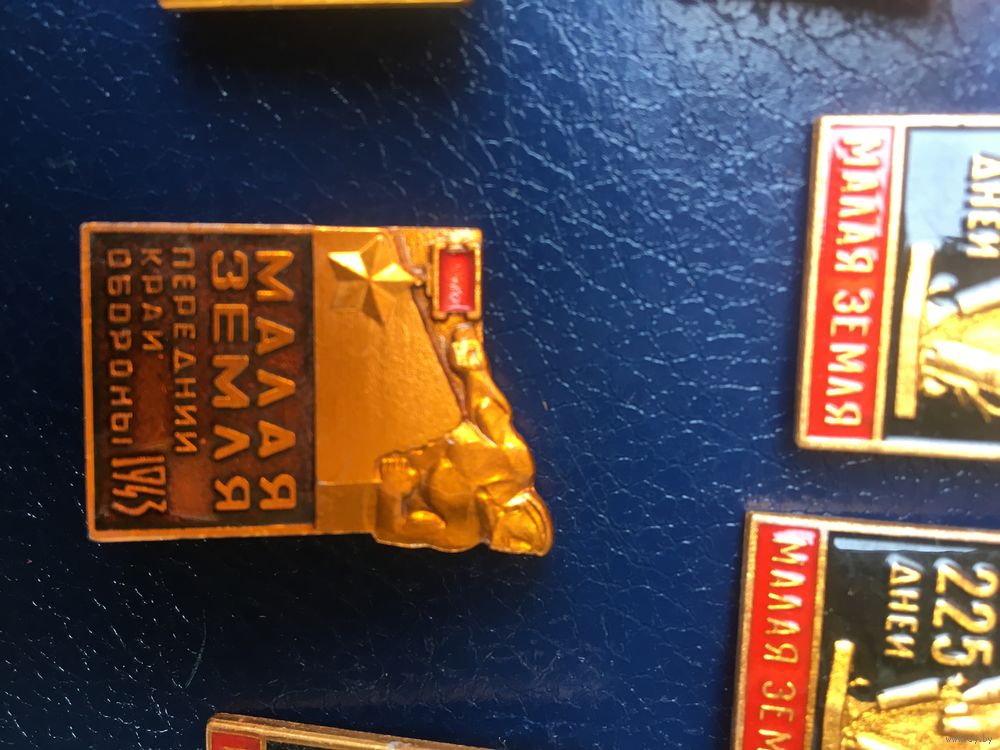 МАЛАЯ
ЗЕМЛЯ
ПЕРЕДНИЙ
КРАЙ
ОБОРОНЫ 1943
ДНЕЙ
МАЛАЯ ЗЕМЛЯ
225
ДНЕЙ
МАЛАЯ ЗЕМ